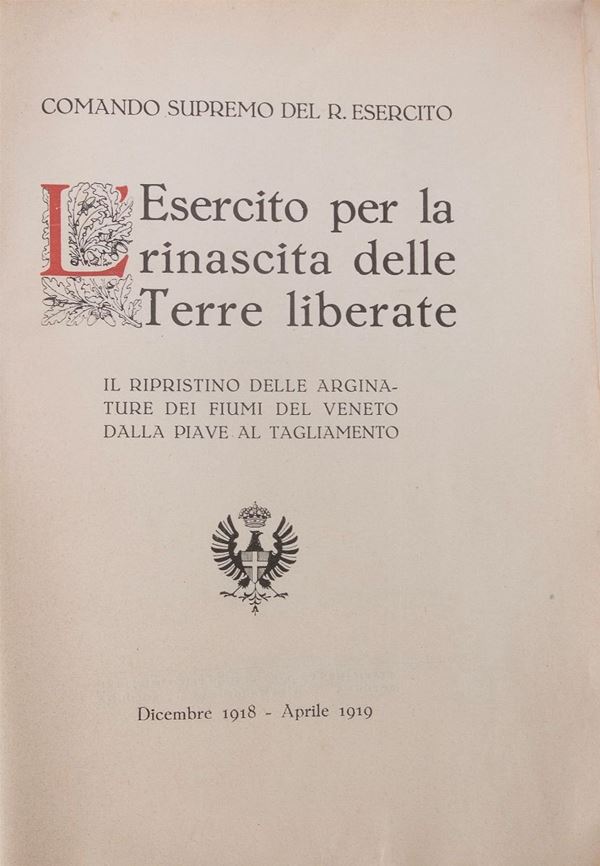 COMANDO SUPREMO DEL R. ESERCITO
L'Esercito per la
rinascita delle
Terre liberate
IL RIPRISTINO DELLE ARGINA-
TURE DEI FIUMI DEL VENETO
DALLA PIAVE AL TAGLIAMENTO
Dicembre 1918 - Aprile 1919